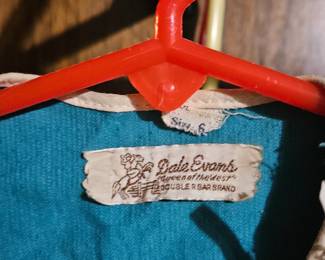 Size 6
Dale Evans
"Queen of the West"
DOUBLE R BAR BRAND